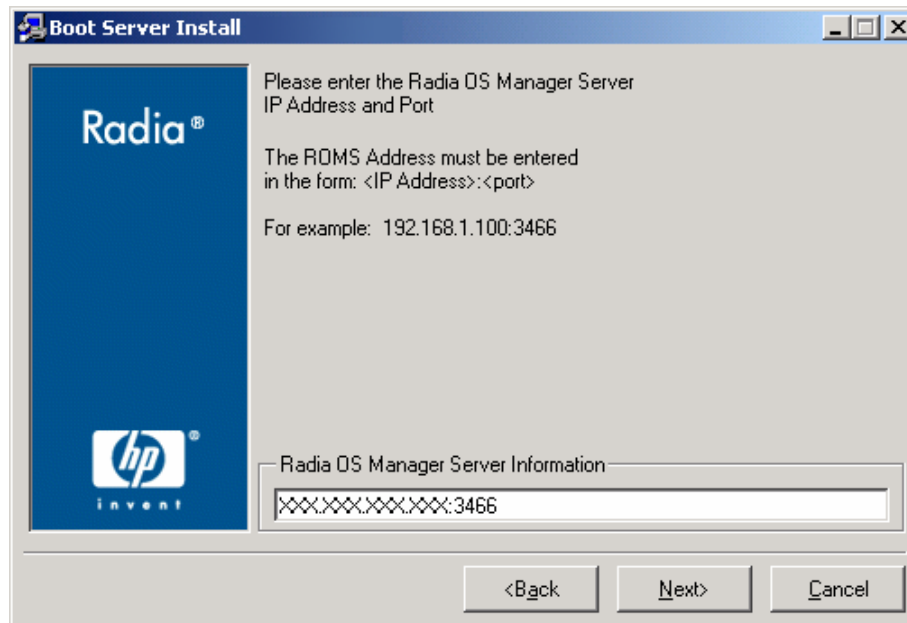 Boot Server Install
Radia®
Please enter the Radia OS Manager Server
IP Address and Port
The ROMS Address must be entered
in the form: <IP Address>:<port>
For example: 192.168.1.100:3466
hp®
invent
Radia OS Manager Server Information
XXX.XXX.XXX.XXX:3466
<Back
Next>
Cancel